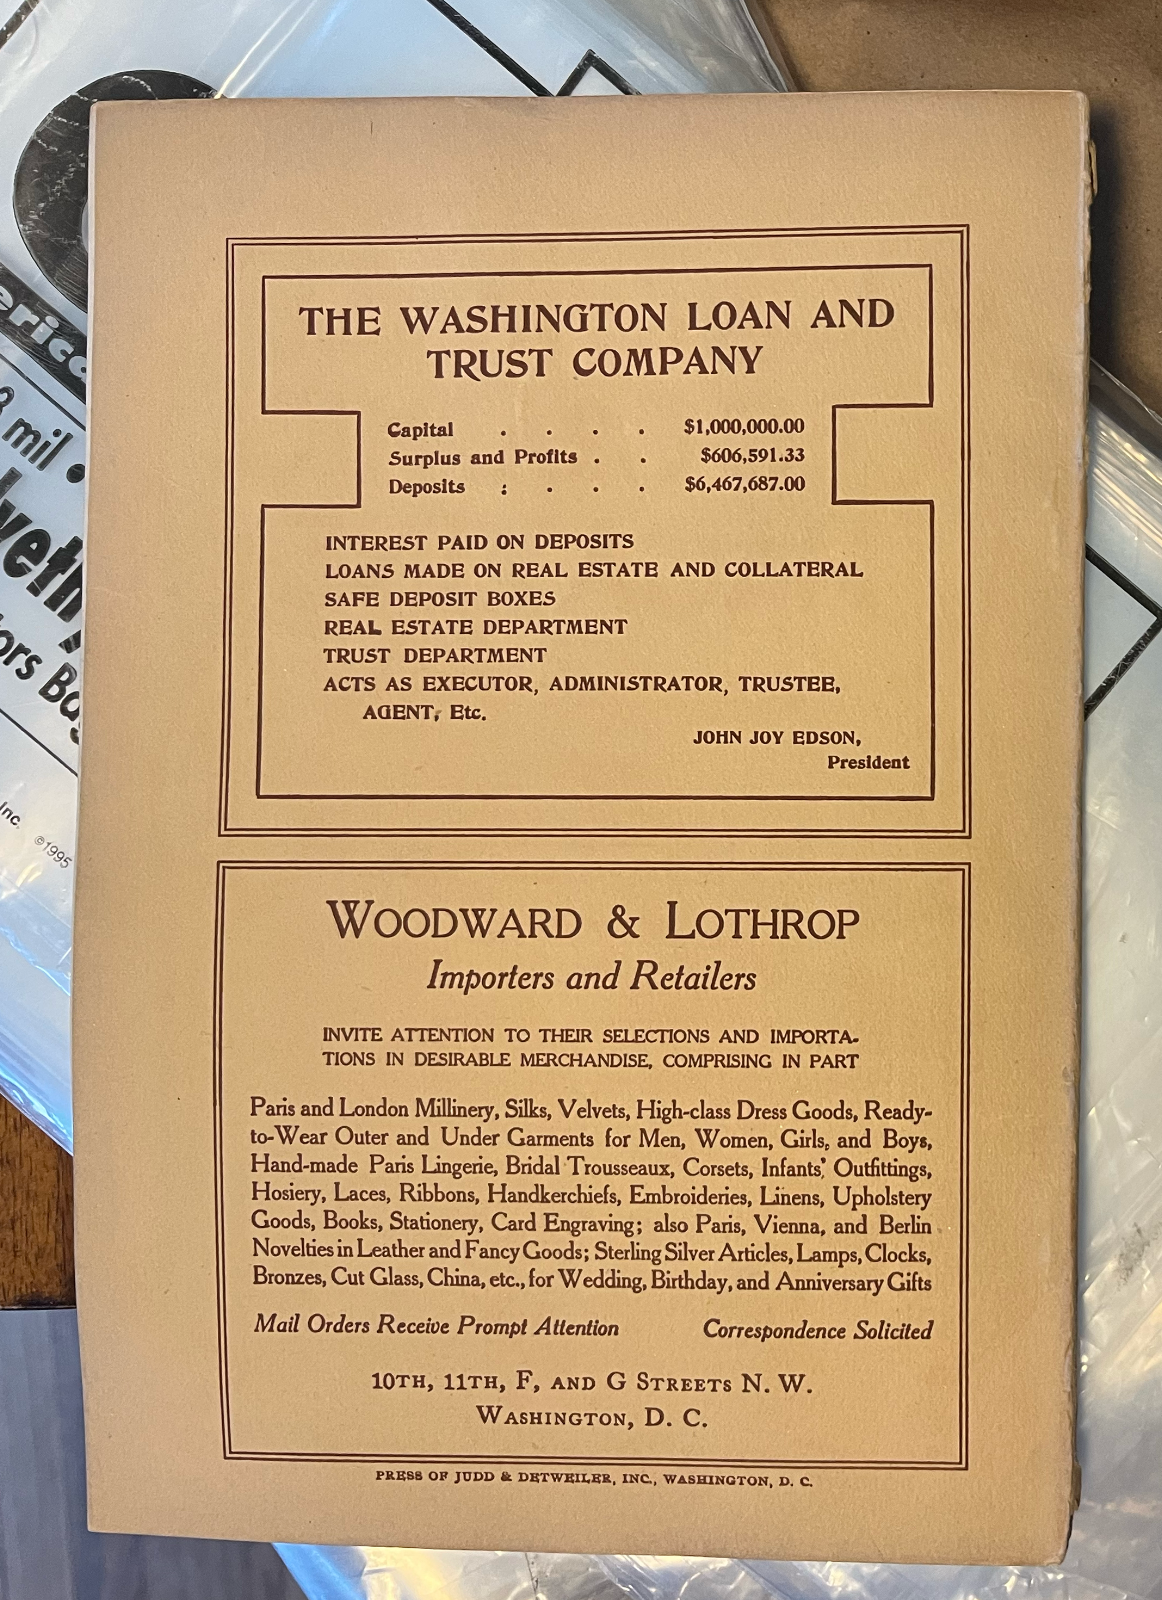 THE WASHINGTON LOAN AND
TRUST COMPANY
Capital . . . . $1,000,000.00
Surplus and Profits . . $606,591.33
Deposits : . . . $6,467,687.00
INTEREST PAID ON DEPOSITS
LOANS MADE ON REAL ESTATE AND COLLATERAL
SAFE DEPOSIT BOXES
REAL ESTATE DEPARTMENT
TRUST DEPARTMENT
ACTS AS EXECUTOR, ADMINISTRATOR, TRUSTEE,
AGENT, Etc.
JOHN JOY EDSON,
President
WOODWARD & LOTHROP
Importers and Retailers
INVITE ATTENTION TO THEIR SELECTIONS AND IMPORTA-
TIONS IN DESIRABLE MERCHANDISE, COMPRISING IN PART
Paris and London Millinery, Silks, Velvets, High-class Dress Goods, Ready-
to-Wear Outer and Under Garments for Men, Women, Girls, and Boys,
Hand-made Paris Lingerie, Bridal Trousseaux, Corsets, Infants' Outfittings,
Hosiery, Laces, Ribbons, Handkerchiefs, Embroideries, Linens, Upholstery
Goods, Books, Stationery, Card Engraving; also Paris, Vienna, and Berlin
Novelties in Leather and Fancy Goods; Sterling Silver Articles, Lamps, Clocks,
Bronzes, Cut Glass, China, etc., for Wedding, Birthday, and Anniversary Gifts
Mail Orders Receive Prompt Attention Correspondence Solicited
10TH, 11TH, F, AND G STREETS N. W.
WASHINGTON, D. C.
PRESS OF JUDD & DETWEILER, INC., WASHINGTON, D. C.
mil •
Inc. ©1995